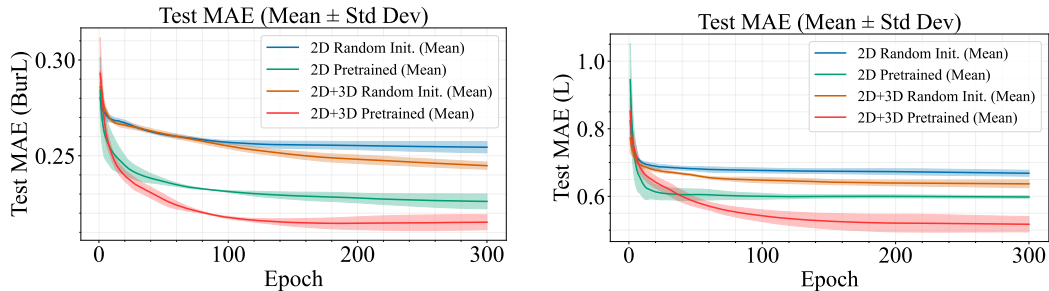 Test MAE (Mean ± Std Dev)
Test MAE (BurL)
0.30
0.25
2D Random Init. (Mean)
2D Pretrained (Mean)
2D+3D Random Init. (Mean)
2D+3D Pretrained (Mean)
0
100
200
300
Epoch
Test MAE (Mean ± Std Dev)
Test MAE (L)
1.0
0.8
0.6
2D Random Init. (Mean)
2D Pretrained (Mean)
2D+3D Random Init. (Mean)
2D+3D Pretrained (Mean)
0
100
200
300
Epoch